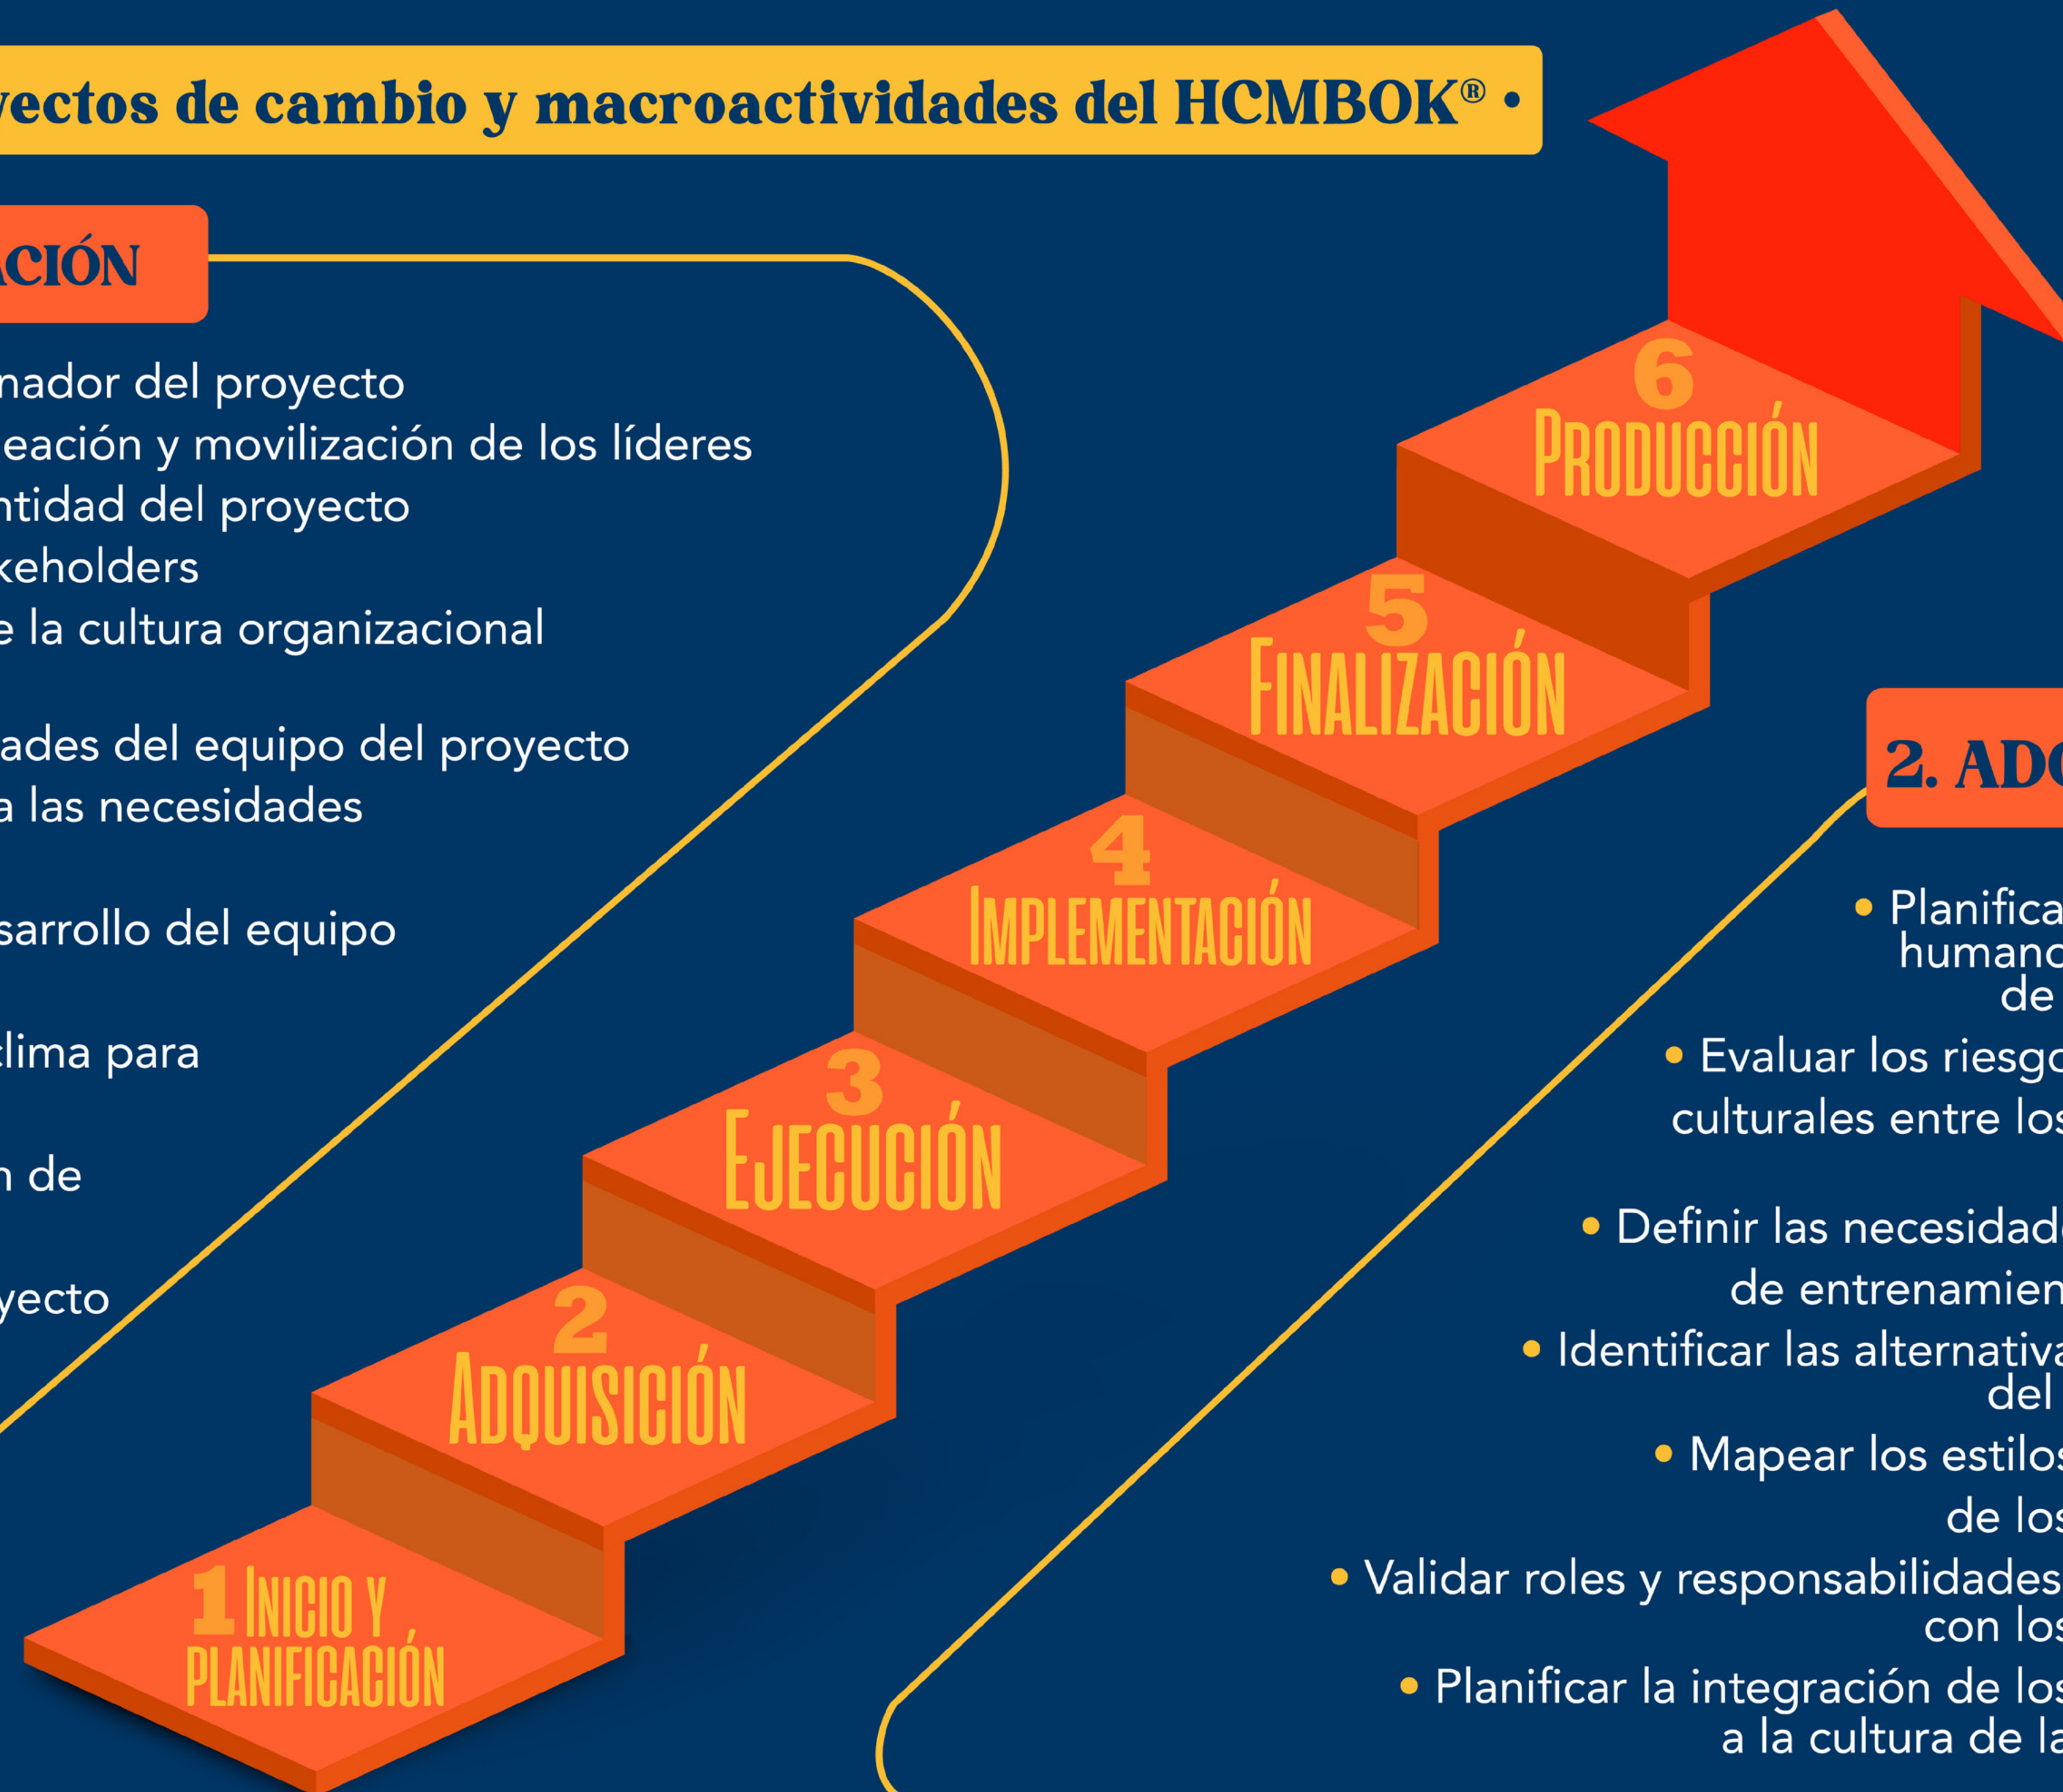 yectos de cambio y macroactividades del HCMBOK® •
CIÓN
nador del proyecto
eación y movilización de los líderes
ntidad del proyecto
keholders
e la cultura organizacional
ades del equipo del proyecto
a las necesidades
sarrollo del equipo
clima para
n de
yecto
6
Producción
5
Finalización
4
Implementación
3
Ejecución
2
Adquisición
1 Inicio y
planificación
2. AD
• Planifica
humano
de
• Evaluar los riesgo
culturales entre los
• Definir las necesidade
de entrenamien
• Identificar las alternativa
del
• Mapear los estilos
de los
• Validar roles y responsabilidades
con los
• Planificar la integración de los
a la cultura de la